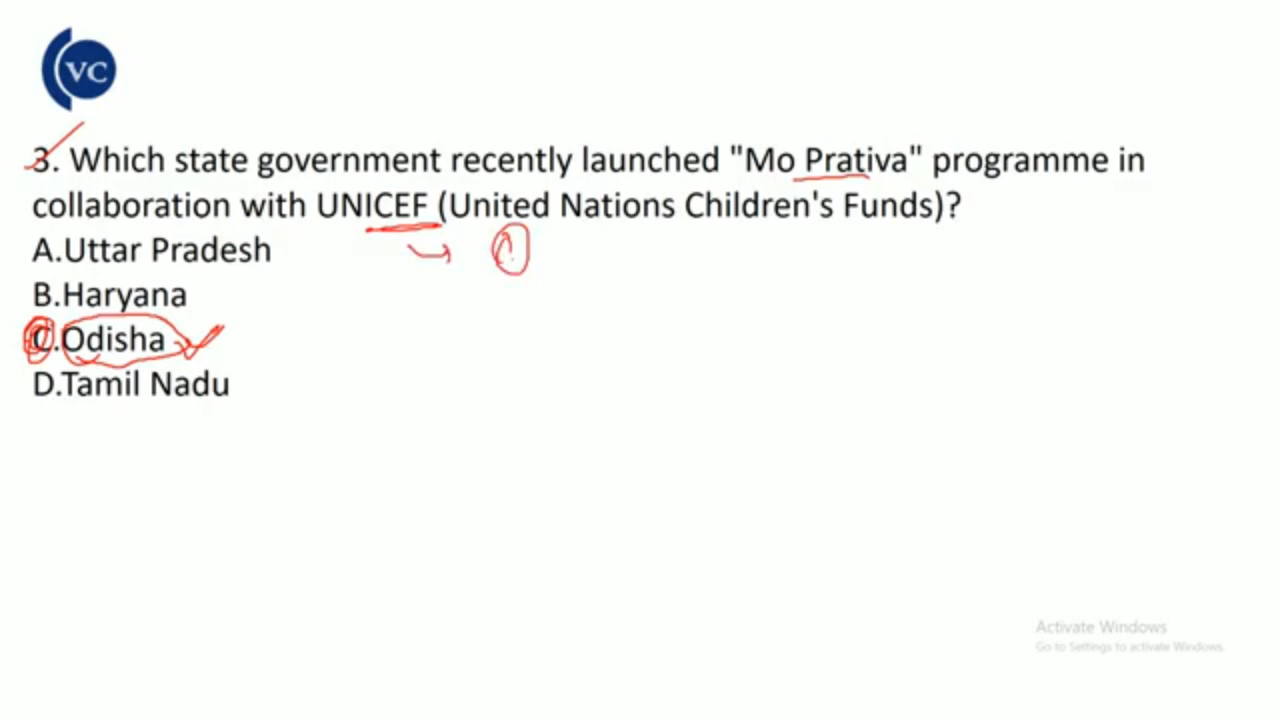 VC
3. Which state government recently launched "Mo Prativa" programme in
collaboration with UNICEF (United Nations Children's Funds)?
A.Uttar Pradesh
B.Haryana
C.Odisha
D.Tamil Nadu
Activate Windows
Go to Settings to activate Windows.